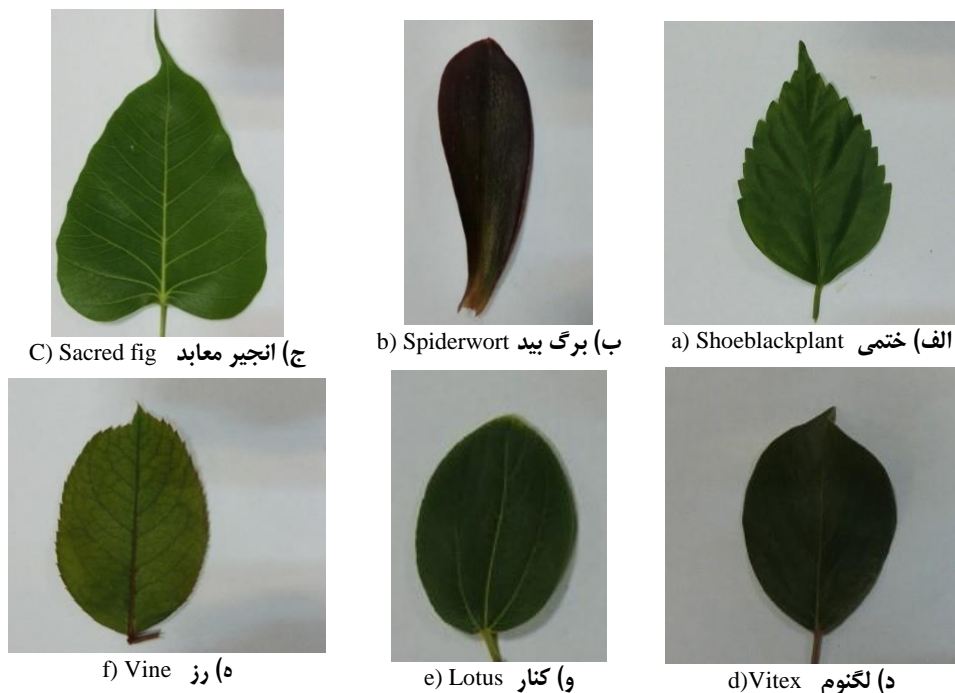 الف) ختمی a) Shoeblackplant
ب) برگ بید b) Spiderwort
ج) انجیر معابد C) Sacred fig
د) لگنوم d)Vitex
و) کنار e) Lotus
ه) رز f) Vine